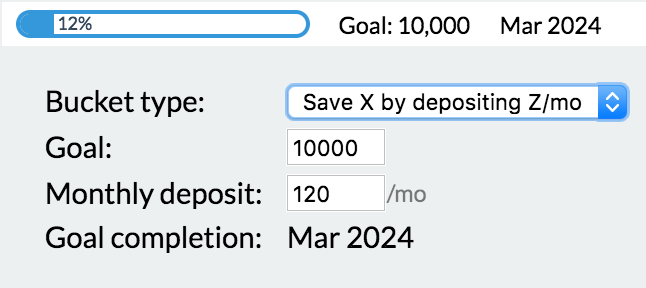 12% Goal: 10,000 Mar 2024
Bucket type: Save X by depositing Z/mo
Goal: 10000
Monthly deposit: 120 /mo
Goal completion: Mar 2024